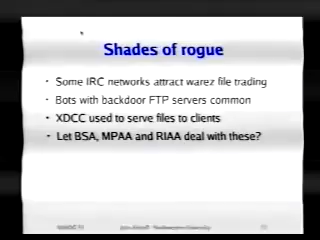 Shades of rogue
Some IRC networks attract warez file trading
Bots with backdoor FTP servers common
XDCC used to serve files to clients
Let BSA, MPAA and RIAA deal with these?